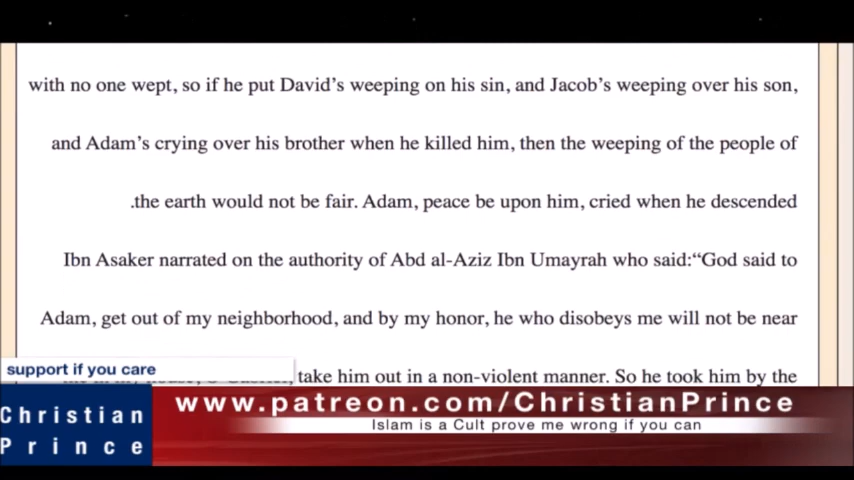 with no one wept, so if he put David's weeping on his sin, and Jacob's weeping over his son,
and Adam's crying over his brother when he killed him, then the weeping of the people of
.the earth would not be fair. Adam, peace be upon him, cried when he descended
Ibn Asaker narrated on the authority of Abd al-Aziz Ibn Umayrah who said:“God said to
Adam, get out of my neighborhood, and by my honor, he who disobeys me will not be near
take him out in a non-violent manner. So he took him by the
support if you care
Christian
Prince
www.patreon.com/ChristianPrince
Islam is a Cult prove me wrong if you can